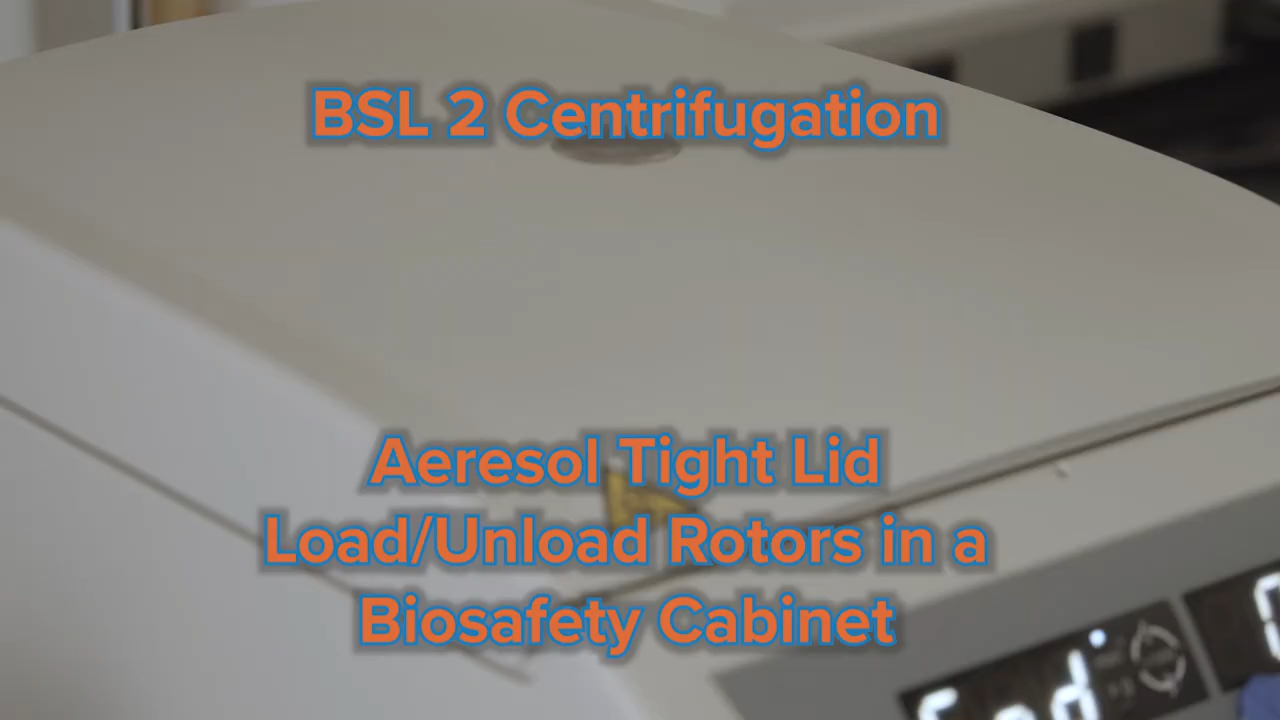 BSL 2 Centrifugation
Aeresol Tight Lid
Load/Unload Rotors in a
Biosafety Cabinet